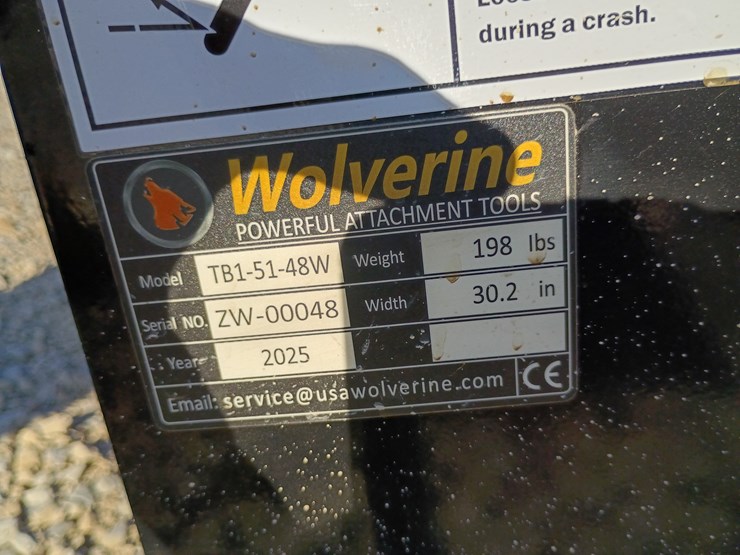 during a crash.
Wolverine
POWERFUL ATTACHMENT TOOLS
Model TB1-51-48W Weight 198 lbs
Serial NO. ZW-00048 Width 30.2 in
Year 2025
Email: service@usawolverine.com CE